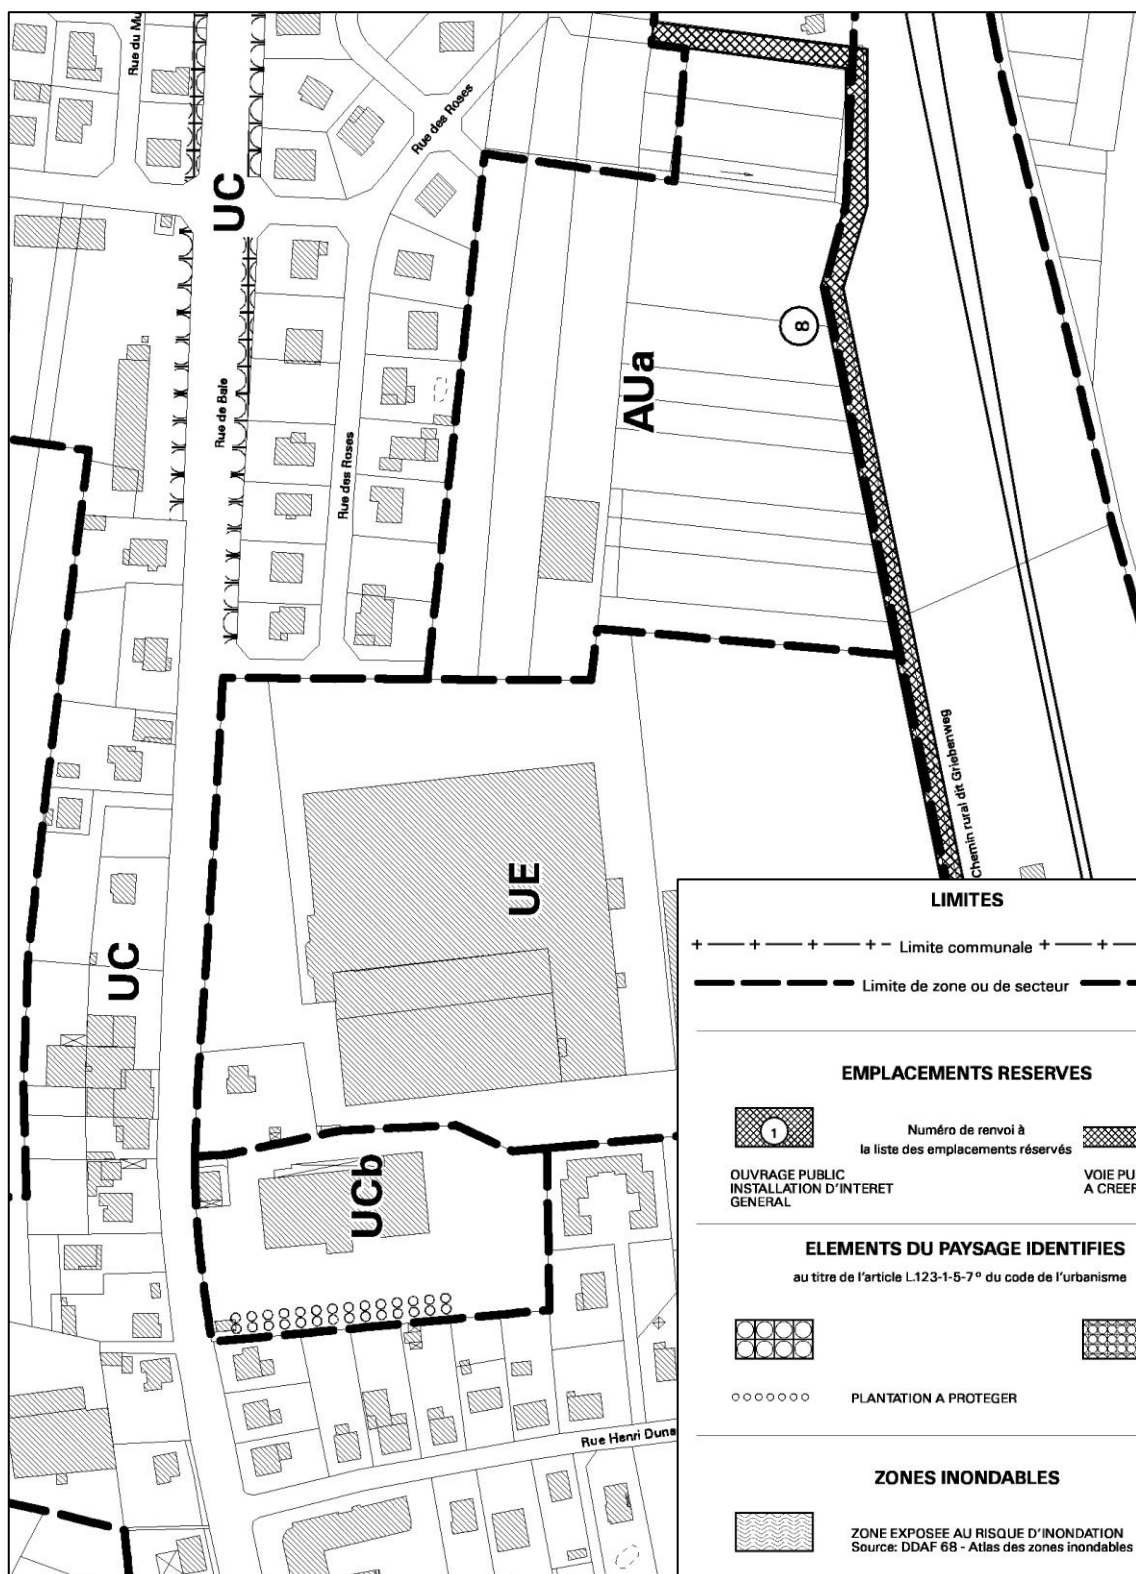 Rue du Mu
Rue des Roses
UC
Rue de Bale
Rue des Roses
AUa
8
Chemin rural dit Griebenweg
UE
UC
UCb
Rue Henri Duna
LIMITES
Limite communale
Limite de zone ou de secteur
EMPLACEMENTS RESERVES
1
Numéro de renvoi à
la liste des emplacements réservés
OUVRAGE PUBLIC
INSTALLATION D'INTERET
GENERAL
VOIE PU
A CREER
ELEMENTS DU PAYSAGE IDENTIFIES
au titre de l'article L.123-1-5-7° du code de l'urbanisme
PLANTATION A PROTEGER
ZONES INONDABLES
ZONE EXPOSEE AU RISQUE D'INONDATION
Source: DDAF 68 - Atlas des zones inondables